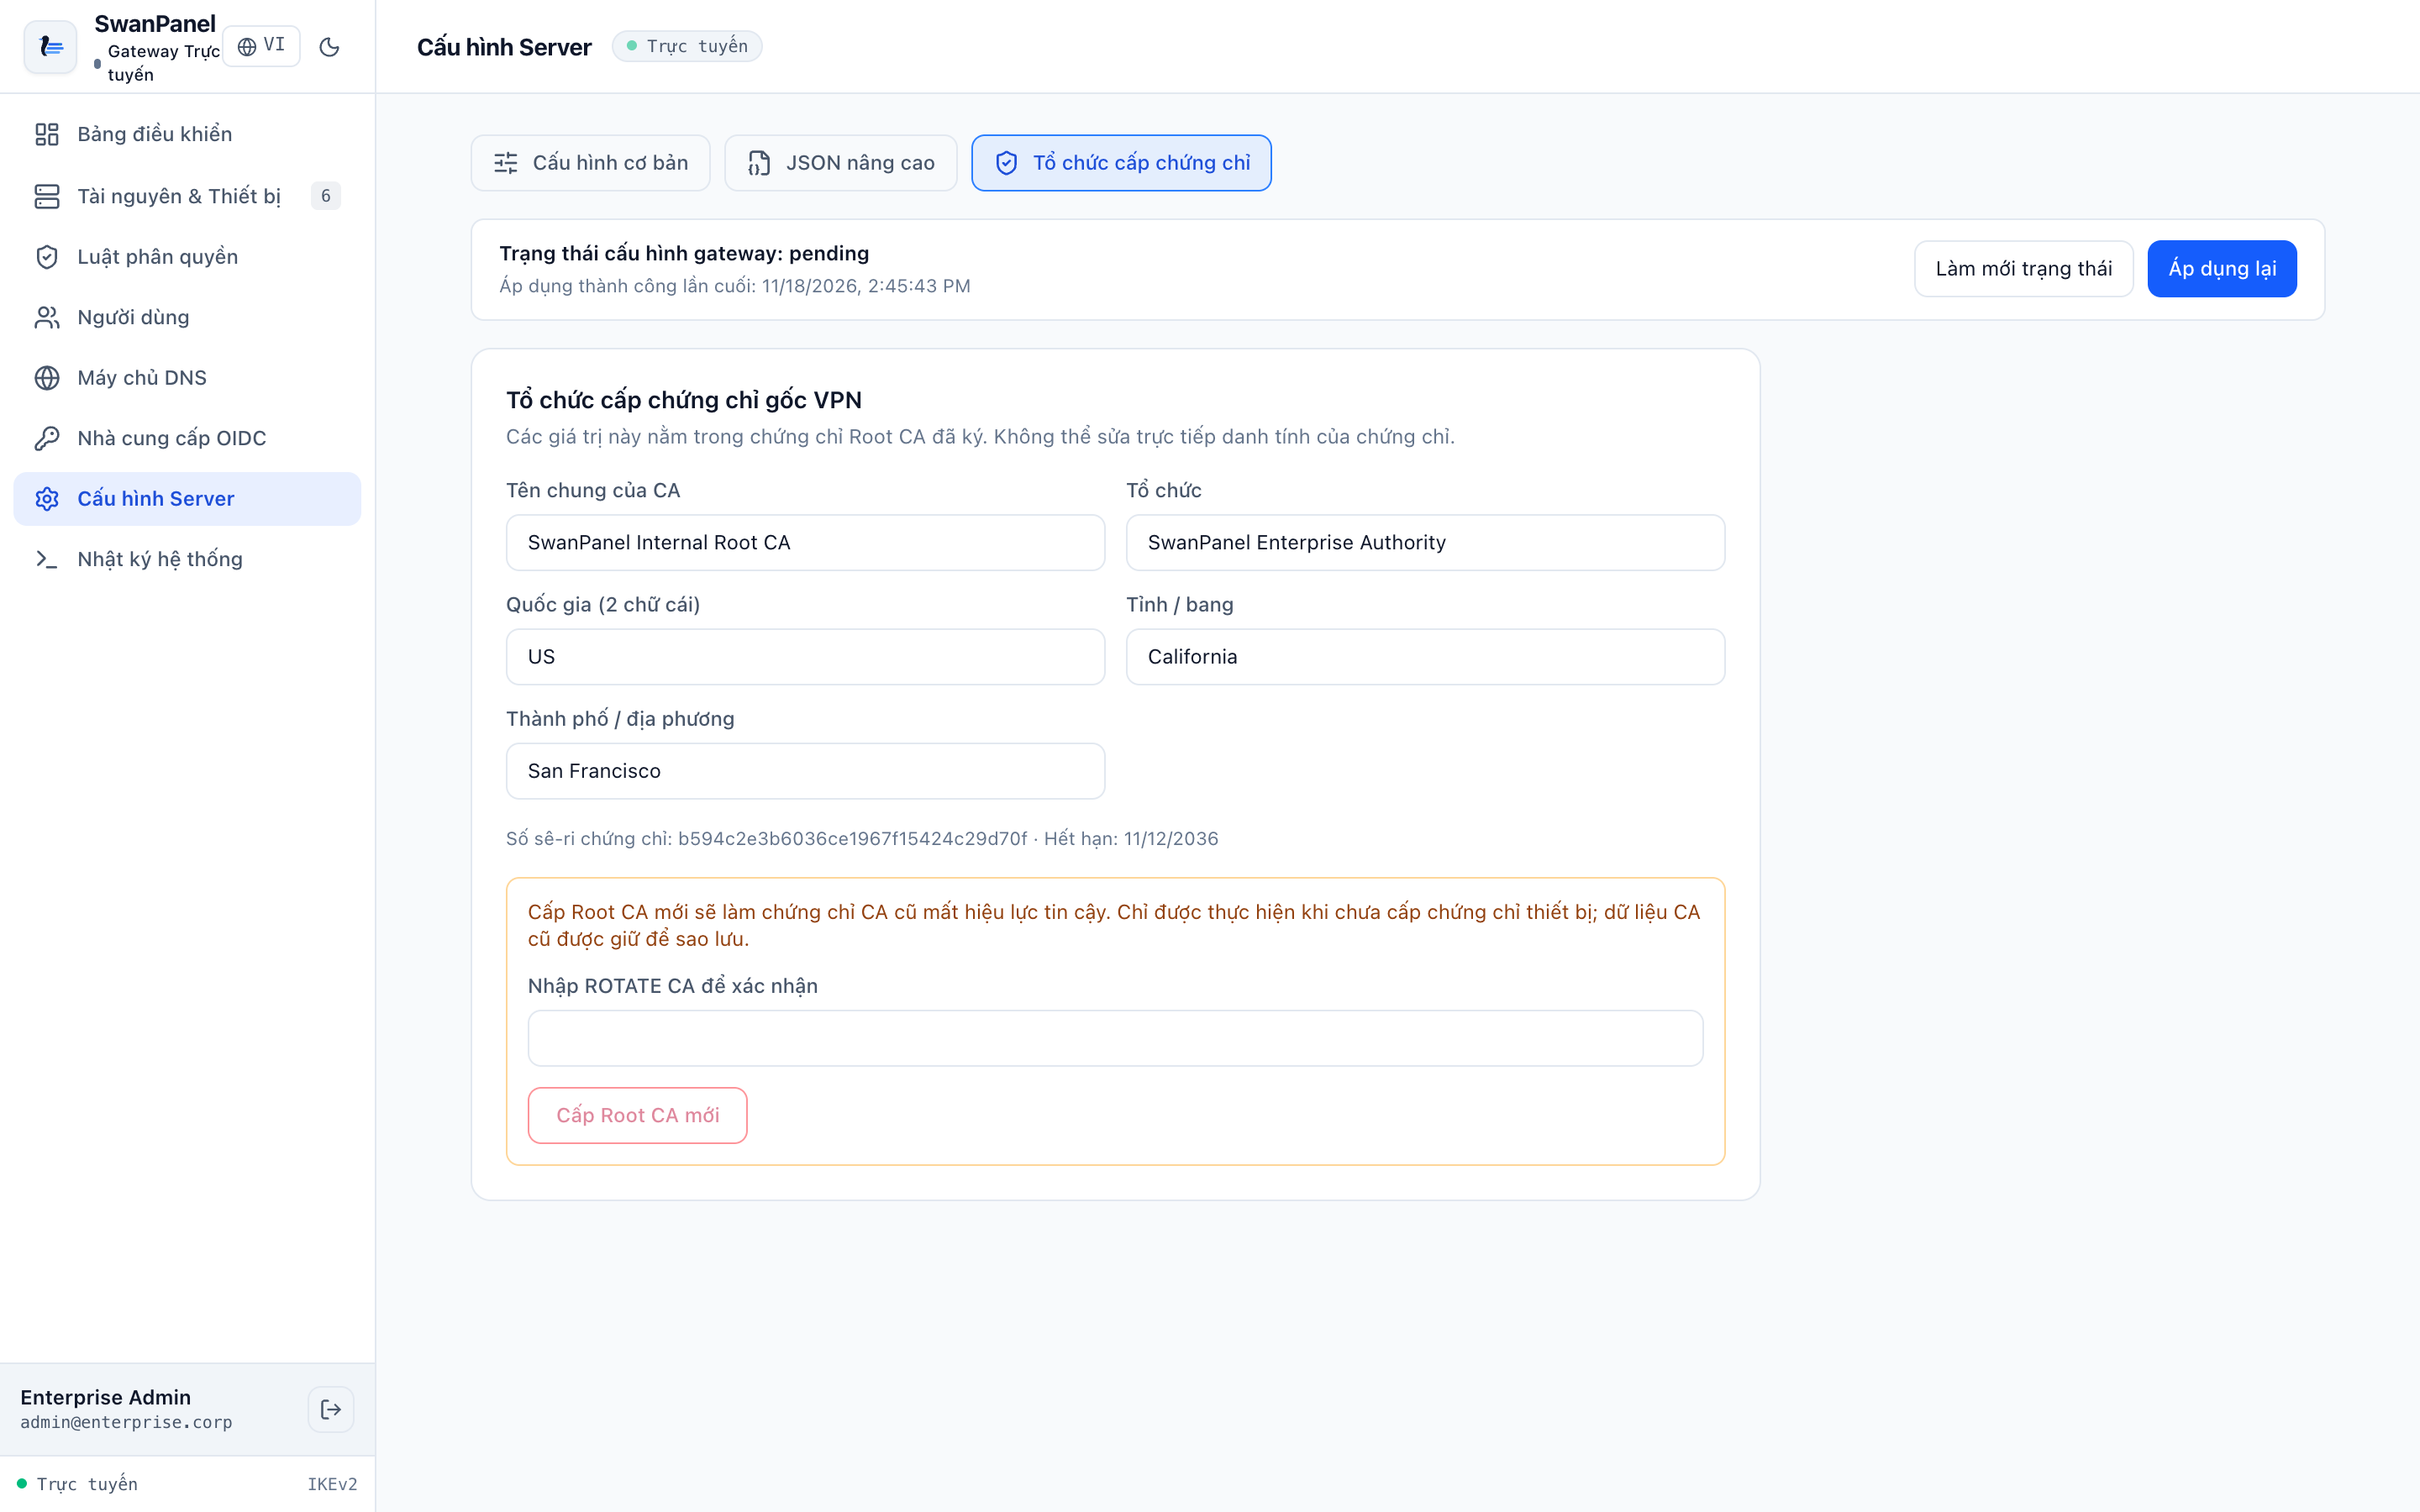 SwanPanel
Gateway Trực
tuyến
VI
Bảng điều khiển
Tài nguyên & Thiết bị
6
Luật phân quyền
Người dùng
Máy chủ DNS
Nhà cung cấp OIDC
Cấu hình Server
Nhật ký hệ thống
Enterprise Admin
admin@enterprise.corp
Trực tuyến
IKEv2
Cấu hình Server
Trực tuyến
Cấu hình cơ bản
JSON nâng cao
Tổ chức cấp chứng chỉ
Trạng thái cấu hình gateway: pending
Áp dụng thành công lần cuối: 11/18/2026, 2:45:43 PM
Làm mới trạng thái
Áp dụng lại
Tổ chức cấp chứng chỉ gốc VPN
Các giá trị này nằm trong chứng chỉ Root CA đã ký. Không thể sửa trực tiếp danh tính của chứng chỉ.
Tên chung của CA
Tổ chức
SwanPanel Internal Root CA
SwanPanel Enterprise Authority
Quốc gia (2 chữ cái)
Tỉnh / bang
US
California
Thành phố / địa phương
San Francisco
Số sê-ri chứng chỉ: b594c2e3b6036ce1967f15424c29d70f · Hết hạn: 11/12/2036
Cấp Root CA mới sẽ làm chứng chỉ CA cũ mất hiệu lực tin cậy. Chỉ được thực hiện khi chưa cấp chứng chỉ thiết bị; dữ liệu CA
cũ được giữ để sao lưu.
Nhập ROTATE CA để xác nhận
Cấp Root CA mới